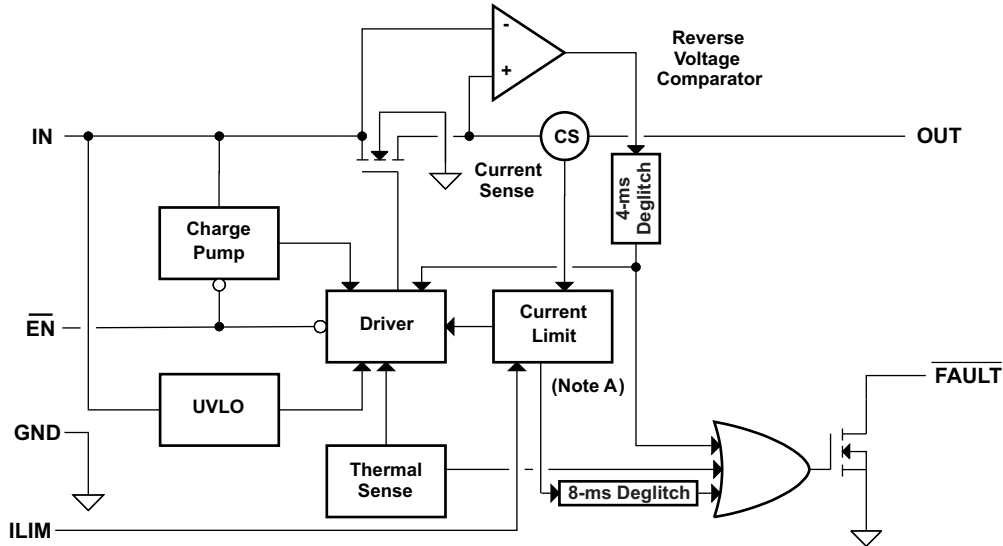 -
+
Reverse
Voltage
Comparator
IN
CS
OUT
Current
Sense
4-ms
Deglitch
Charge
Pump
EN
Driver
Current
Limit
(Note A)
FAULT
UVLO
GND
Thermal
Sense
8-ms Deglitch
ILIM